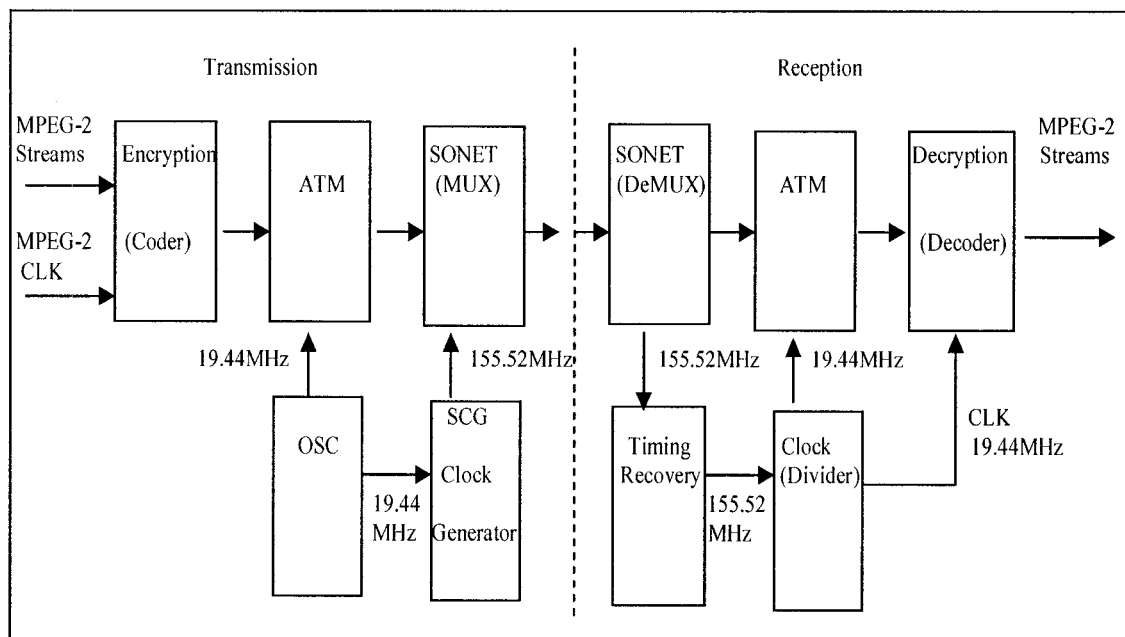 Transmission
Reception
MPEG-2
Streams
MPEG-2
CLK
Encryption
(Coder)
ATM
SONET
(MUX)
SONET
(DeMUX)
ATM
Decryption
(Decoder)
MPEG-2
Streams
19.44MHz
155.52MHz
155.52MHz
19.44MHz
OSC
19.44
MHz
SCG
Clock
Generator
Timing
Recovery
155.52
MHz
Clock
(Divider)
CLK
19.44MHz